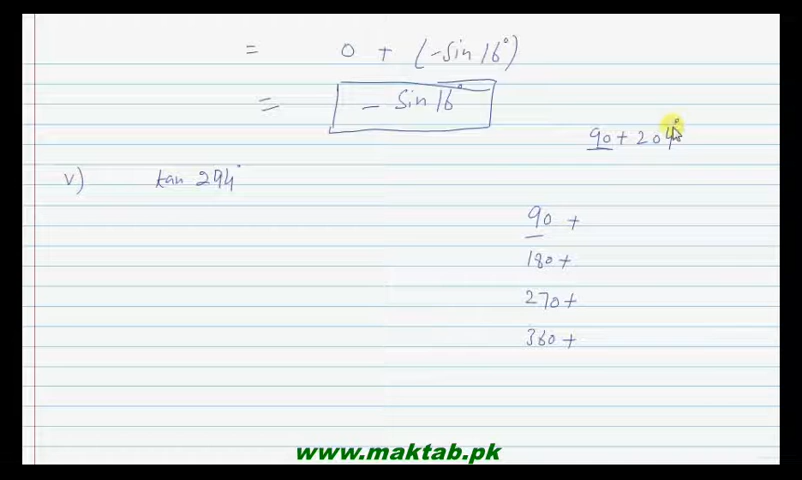 = 0 + (-sin 16°)
= - sin 16°
90 + 204°
v) tan 294°
90 +
180 +
270 +
360 +
www.maktab.pk